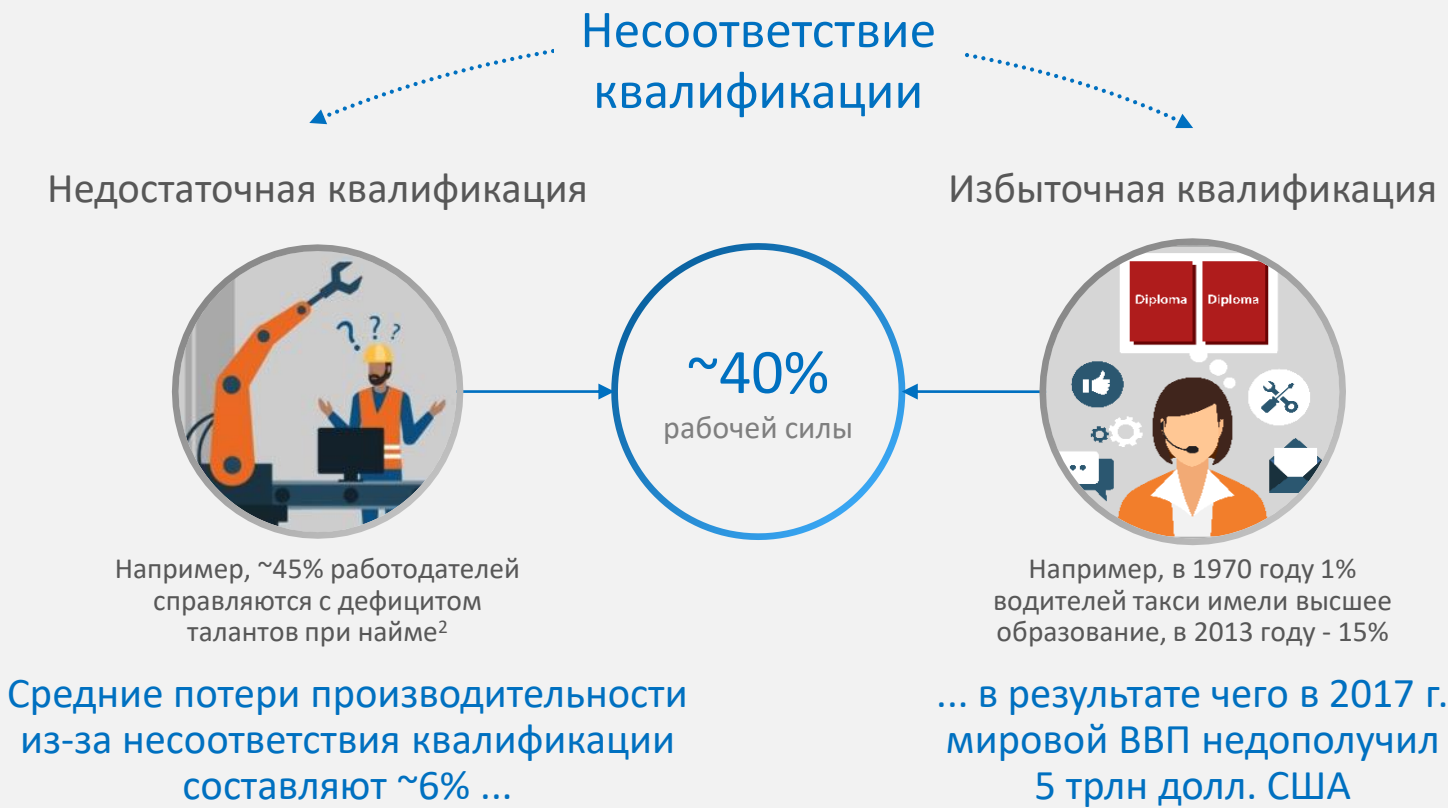 Несоответствие
квалификации
Недостаточная квалификация
Избыточная квалификация
Diploma
Diploma
???
~40%
рабочей силы
Например, ~45% работодателей
справляются с дефицитом
талантов при найме²
Например, в 1970 году 1%
водителей такси имели высшее
образование, в 2013 году - 15%
Средние потери производительности
из-за несоответствия квалификации
составляют ~6% ...
... в результате чего в 2017 г.
мировой ВВП недополучил
5 трлн долл. США